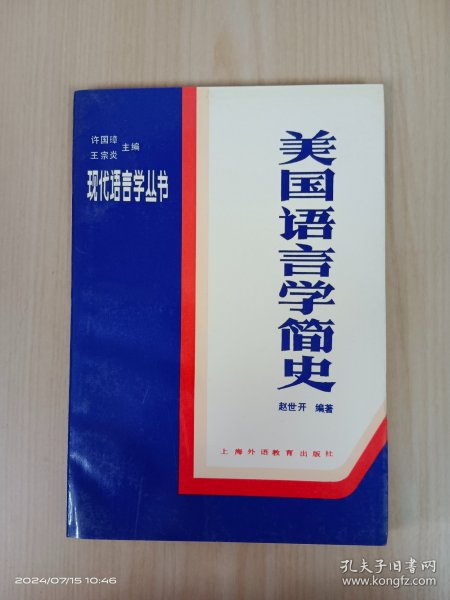 许国璋
王宗炎 主编
现代语言学丛书
美国语言学简史
赵世开 编著
上海外语教育出版社
2024/07/15 10:46
孔夫子旧书网
www.kongfz.com